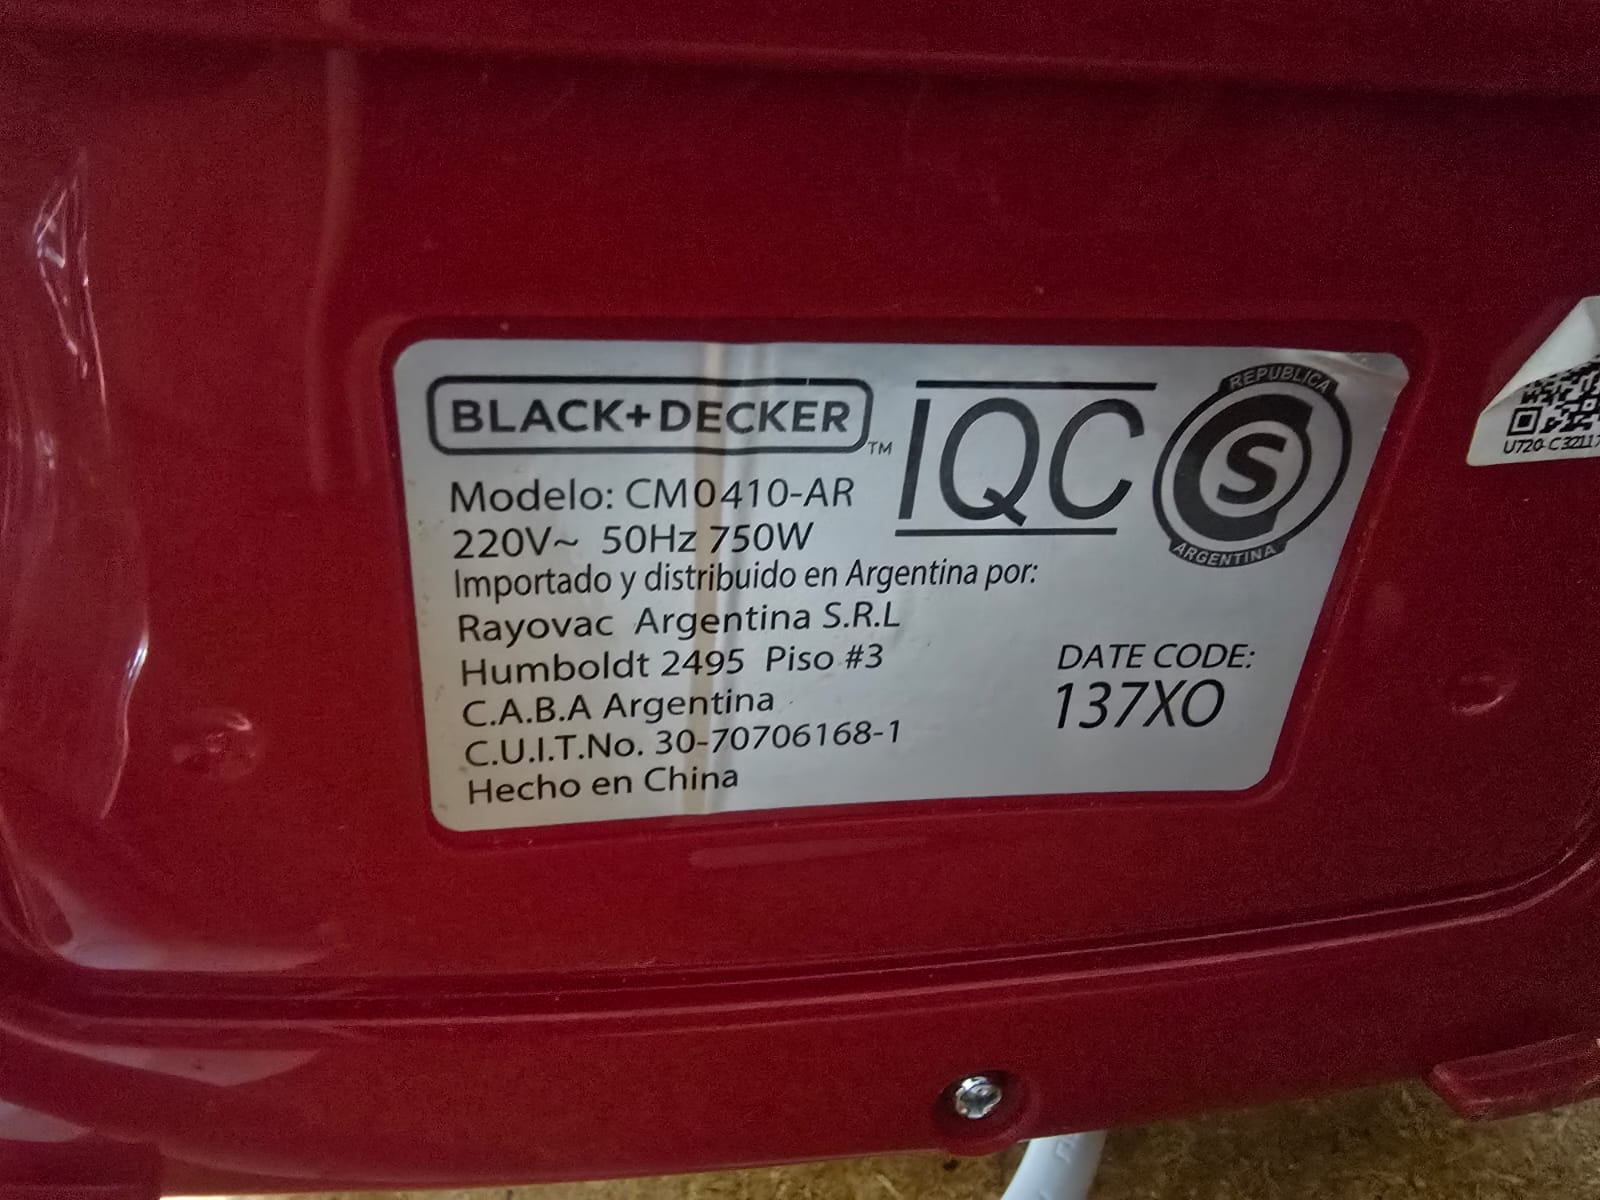 BLACK+DECKER™
Modelo: CM0410-AR
220V~ 50Hz 750W
Importado y distribuido en Argentina por:
Rayovac Argentina S.R.L
Humboldt 2495 Piso #3
C.A.B.A Argentina
C.U.I.T.No. 30-70706168-1
Hecho en China
IQC
REPUBLICA
S
ARGENTINA
DATE CODE:
137XO